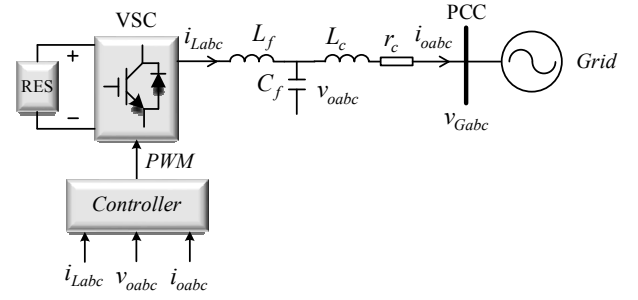 VSC
PCC
i_Labc
L_f
L_c
r_c
i_oabc
+
RES
−
C_f
v_oabc
Grid
v_Gabc
PWM
Controller
i_Labc v_oabc i_oabc